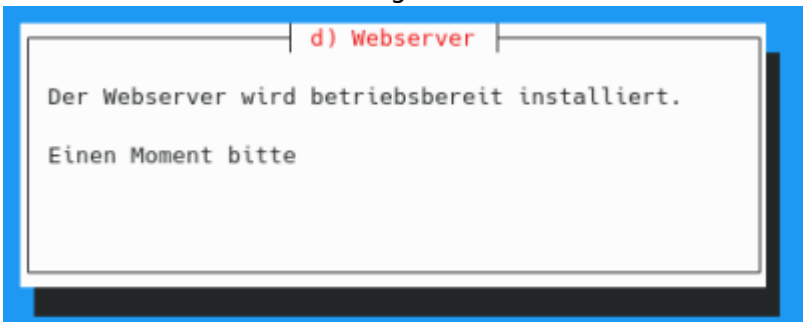 d) Webserver
Der Webserver wird betriebsbereit installiert.
Einen Moment bitte